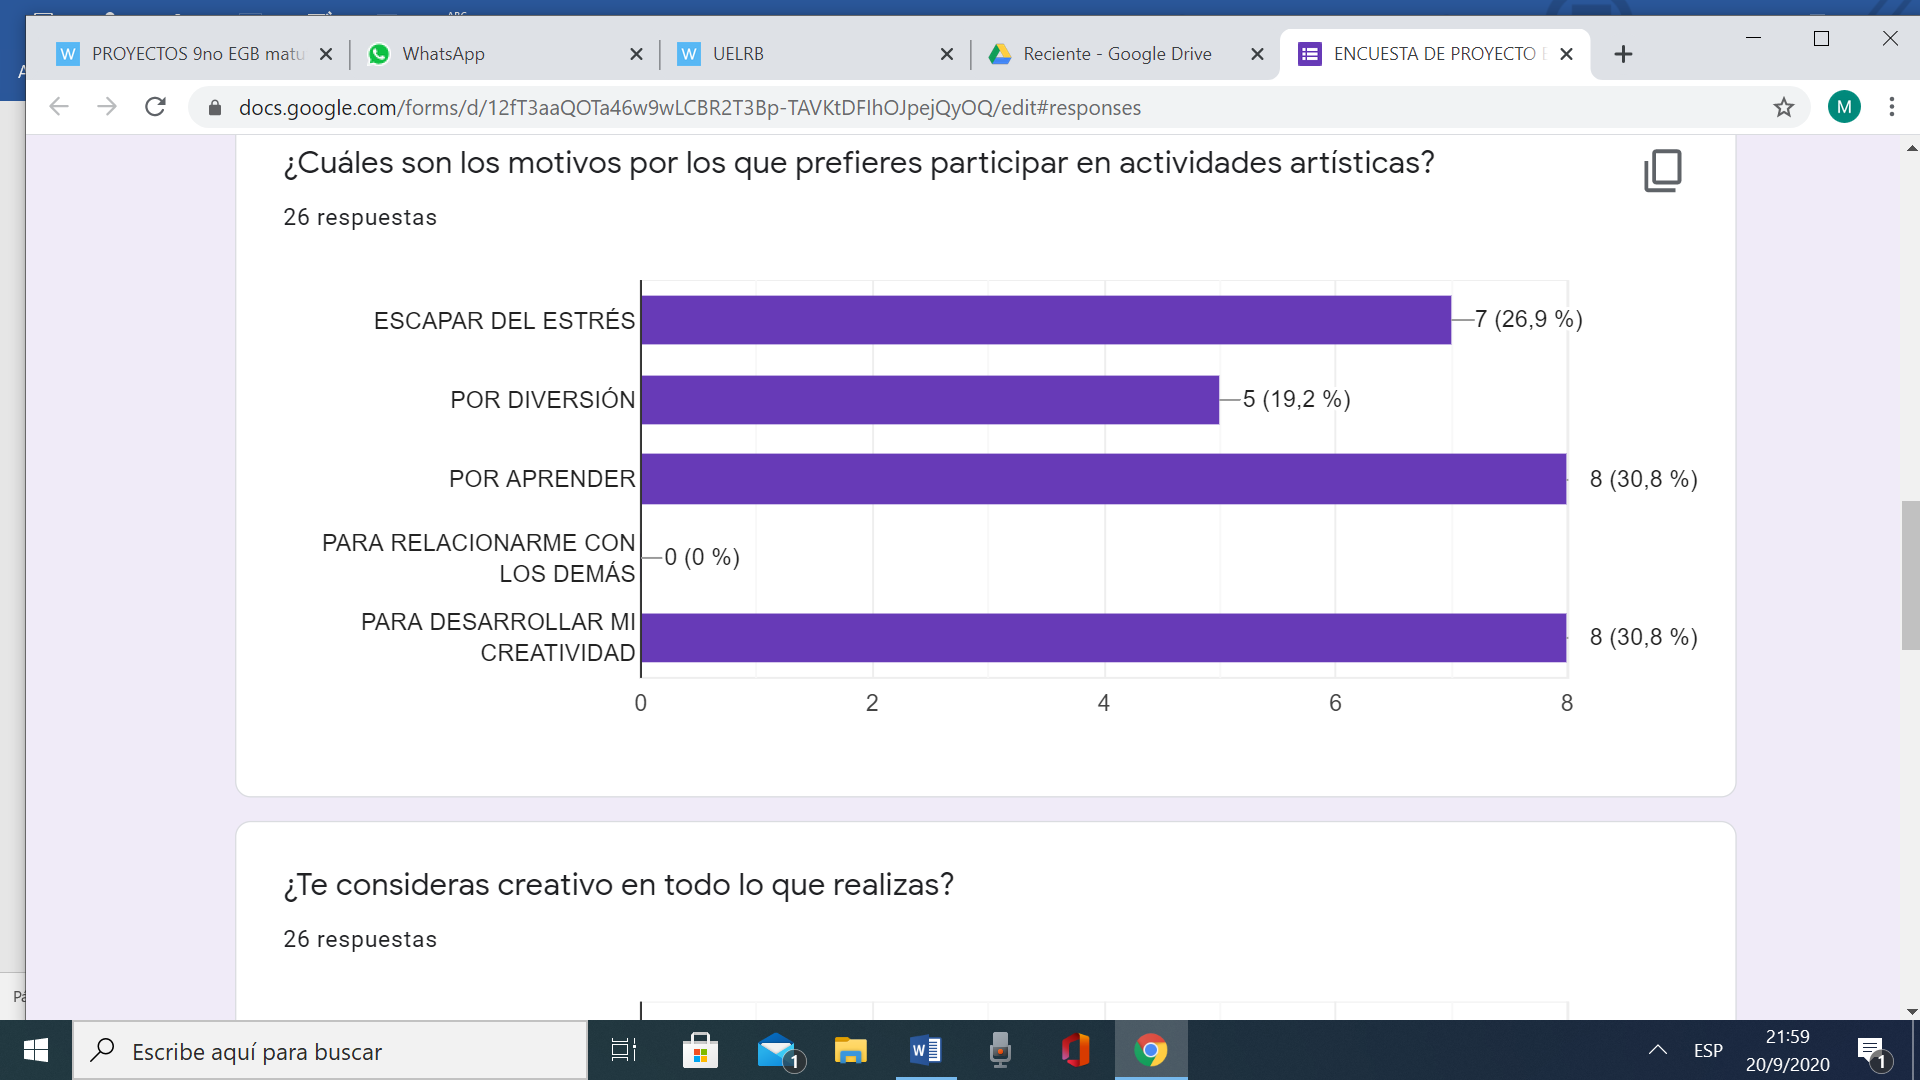 PROYECTOS 9no EGB matu
WhatsApp
UELRB
Reciente - Google Drive
ENCUESTA DE PROYECTO
docs.google.com/forms/d/12fT3aaQOTa46w9wLCBR2T3Bp-TAVKtDFIhOJpejQyOQ/edit#responses
M
¿Cuáles son los motivos por los que prefieres participar en actividades artísticas?
26 respuestas
ESCAPAR DEL ESTRÉS
7 (26,9 %)
POR DIVERSIÓN
5 (19,2 %)
POR APRENDER
8 (30,8 %)
PARA RELACIONARME CON
LOS DEMÁS
0 (0 %)
PARA DESARROLLAR MI
CREATIVIDAD
8 (30,8 %)
0 2 4 6 8
¿Te consideras creativo en todo lo que realizas?
26 respuestas
Escribe aquí para buscar
1
ESP
21:59
20/9/2020
1